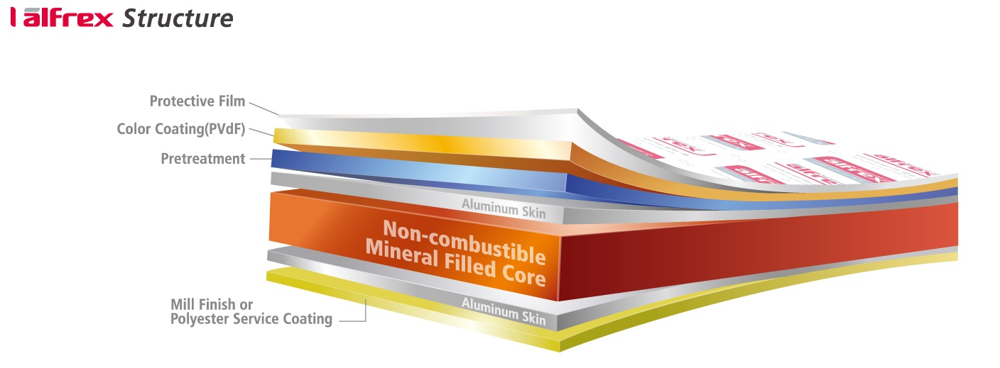 alfrex Structure
Protective Film
Color Coating(PVdF)
Pretreatment
Aluminum Skin
Non-combustible
Mineral Filled Core
Aluminum Skin
Mill Finish or
Polyester Service Coating